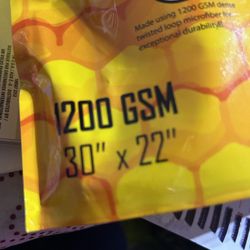 Made using 1200 GSM dense
twisted loop microfiber for
exceptional durability
1200 GSM
30" x 22"